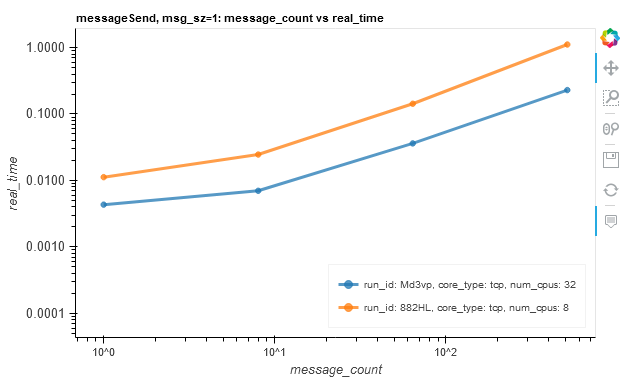 messageSend, msg_sz=1: message_count vs real_time
1.0000
0.1000
0.0100
0.0010
0.0001
real_time
run_id: Md3vp, core_type: tcp, num_cpus: 32
run_id: 882HL, core_type: tcp, num_cpus: 8
10^0
10^1
10^2
message_count